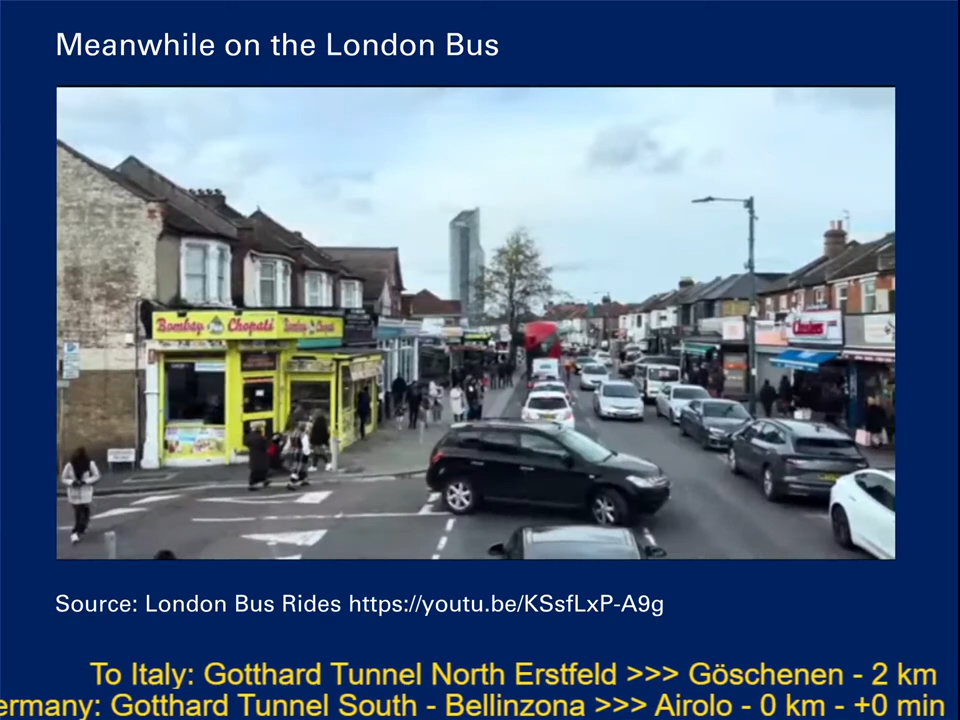 Meanwhile on the London Bus
Bombay Chopati Bombay Chopati
Source: London Bus Rides https://youtu.be/KSsfLxP-A9g
To Italy: Gotthard Tunnel North Erstfeld >>> Göschenen - 2 km
ermany: Gotthard Tunnel South - Bellinzona >>> Airolo - 0 km - +0 min